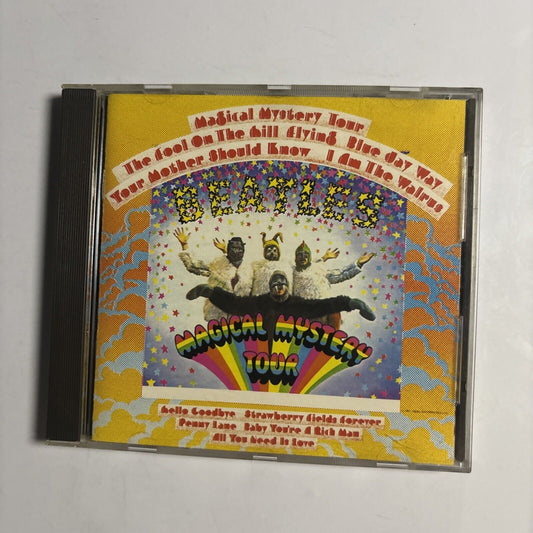 Magical Mystery Tour
The Fool On The Hill Flying Blue Jay Way
Your Mother Should Know I Am The Walrus
BEATLES
MAGICAL MYSTERY
TOUR
Hello Goodbye Strawberry Fields Forever
Penny Lane Baby You're A Rich Man
All You Need Is Love